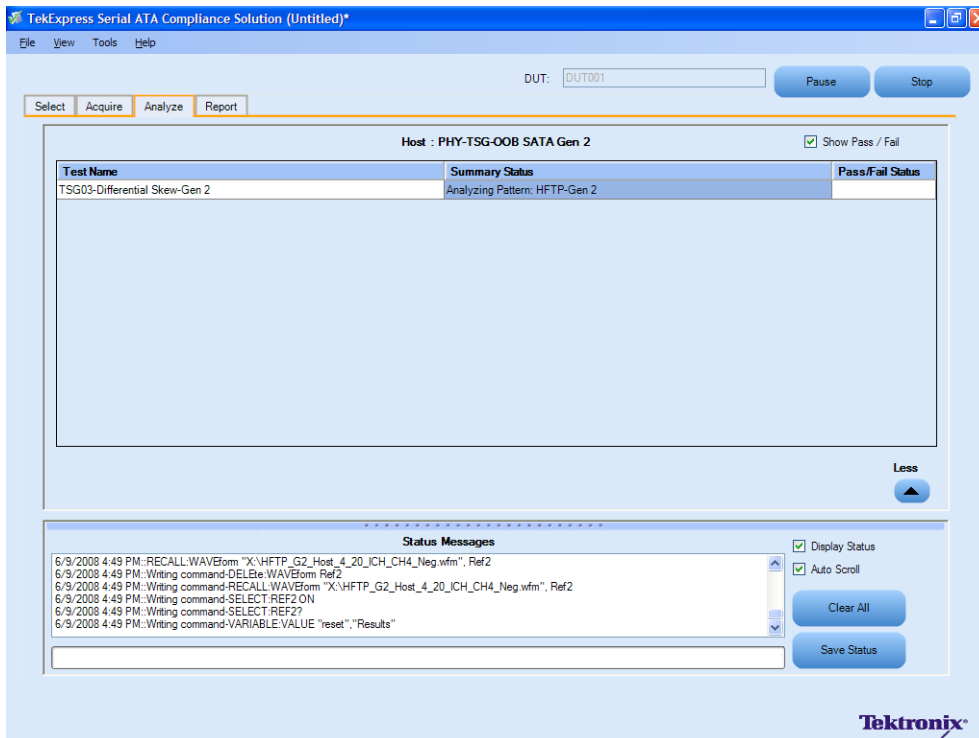 TekExpress Serial ATA Compliance Solution (Untitled)*
File View Tools Help
DUT: DUT001 Pause Stop
Select Acquire Analyze Report
Host : PHY-TSG-OOB SATA Gen 2 Show Pass / Fail
Test Name Summary Status Pass/Fail Status
TSG03-Differential Skew-Gen 2 Analyzing Pattern: HFTP-Gen 2
Less
Status Messages
Display Status
Auto Scroll
6/9/2008 4:49 PM::RECALL:WAVEform "X:\HFTP_G2_Host_4_20_ICH_CH4_Neg.wfm", Ref2
6/9/2008 4:49 PM::Writing command-DELEte:WAVEform Ref2
6/9/2008 4:49 PM::Writing command-RECALL:WAVEform "X:\HFTP_G2_Host_4_20_ICH_CH4_Neg.wfm", Ref2
6/9/2008 4:49 PM::Writing command-SELECT:REF2 ON
6/9/2008 4:49 PM::Writing command-SELECT:REF2?
6/9/2008 4:49 PM::Writing command-VARIABLE:VALUE "reset","Results"
Clear All
Save Status
Tektronix